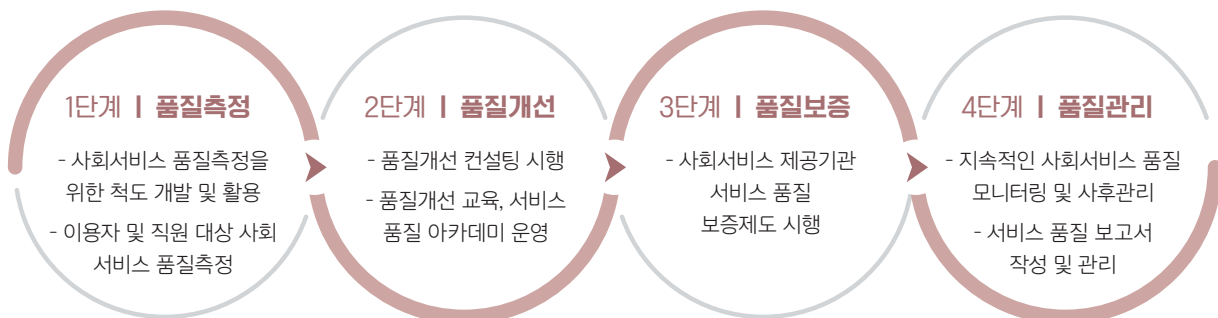 1단계 | 품질측정
- 사회서비스 품질측정을
위한 척도 개발 및 활용
- 이용자 및 직원 대상 사회
서비스 품질측정
2단계 | 품질개선
- 품질개선 컨설팅 시행
- 품질개선 교육, 서비스
품질 아카데미 운영
3단계 | 품질보증
- 사회서비스 제공기관
서비스 품질
보증제도 시행
4단계 | 품질관리
- 지속적인 사회서비스 품질
모니터링 및 사후관리
- 서비스 품질 보고서
작성 및 관리